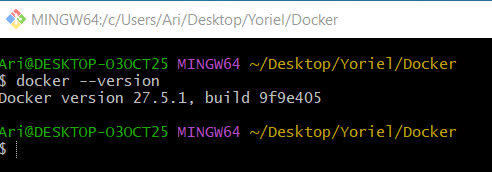 MINGW64:/c/Users/Ari/Desktop/Yoriel/Docker
Ari@DESKTOP-O3OCT25 MINGW64 ~/Desktop/Yoriel/Docker
$ docker --version
Docker version 27.5.1, build 9f9e405
Ari@DESKTOP-O3OCT25 MINGW64 ~/Desktop/Yoriel/Docker
$